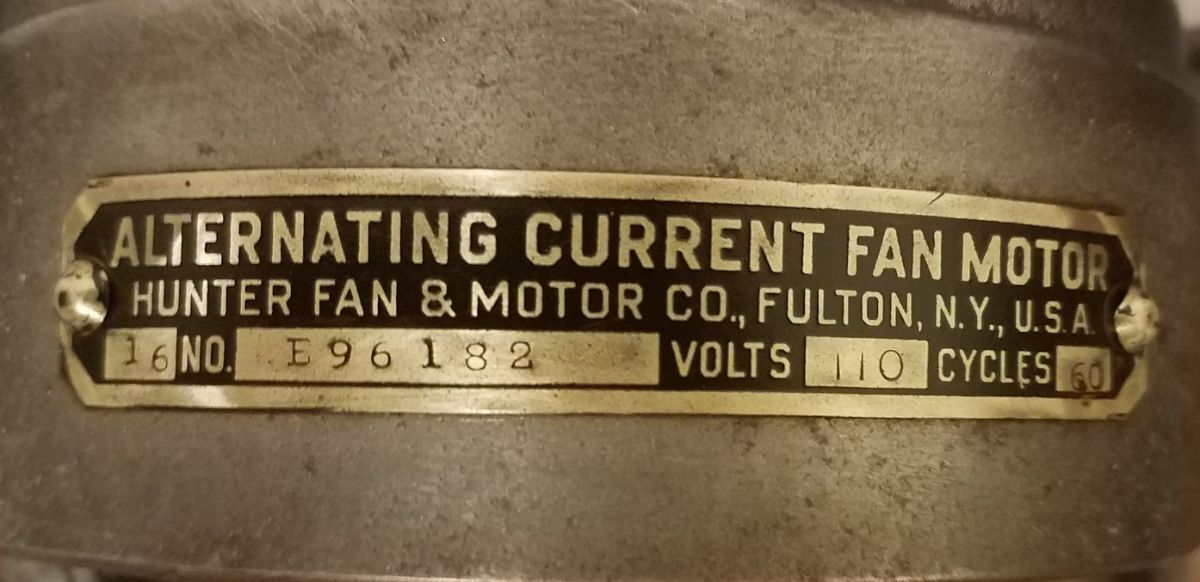 ALTERNATING CURRENT FAN MOTOR
HUNTER FAN & MOTOR CO., FULTON, N.Y., U.S.A.
16 NO. E96182 VOLTS 110 CYCLES 60